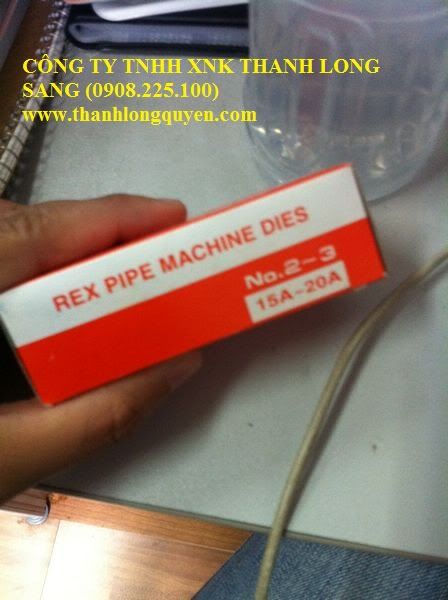 CÔNG TY TNHH XNK THANH LONG
SANG (0908.225.100)
www.thanhlongquyen.com
REX PIPE MACHINE DIES
No.2-3
15A~20A